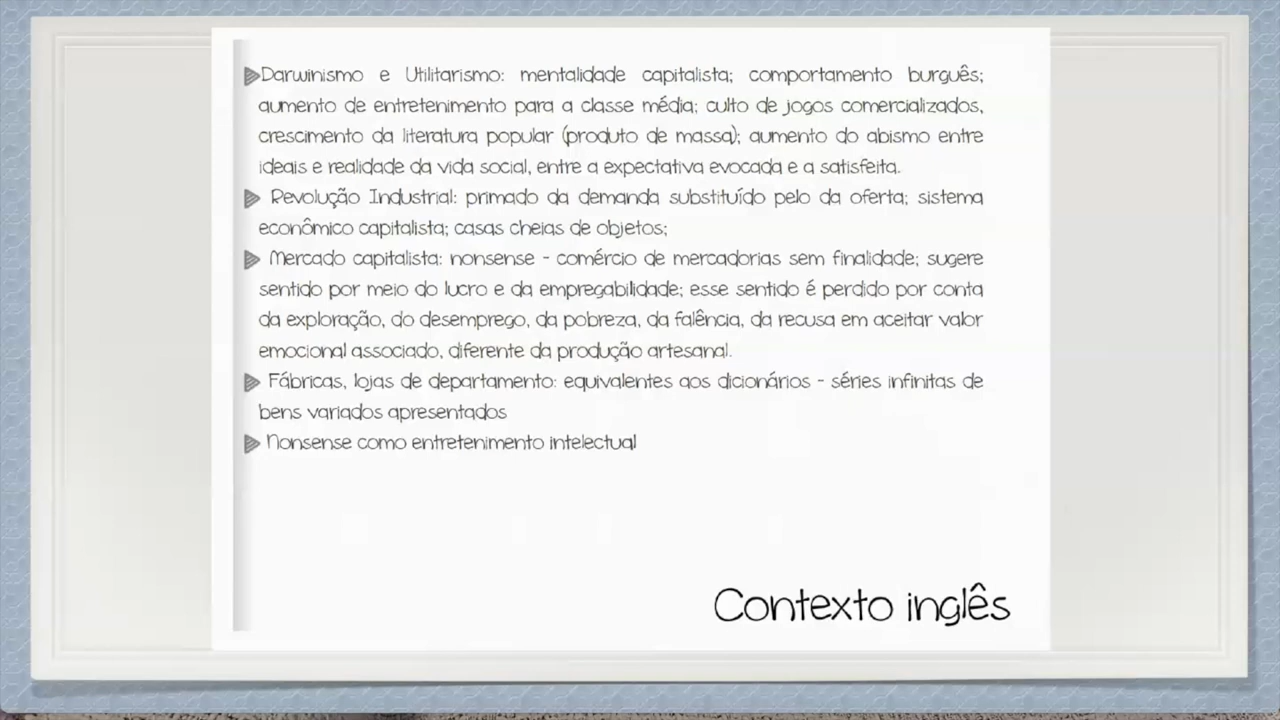 Darwinismo e Utilitarismo: mentalidade capitalista; comportamento burguês;
aumento de entretenimento para a classe média; culto de jogos comercializados,
crescimento da literatura popular (produto de massa); aumento do abismo entre
ideais e realidade da vida social, entre a expectativa evocada e a satisfeita.
Revolução Industrial: primado da demanda substituído pelo da oferta; sistema
econômico capitalista; casas cheias de objetos;
Mercado capitalista: nonsense - comércio de mercadorias sem finalidade; sugere
sentido por meio do lucro e da empregabilidade; esse sentido é perdido por conta
da exploração, do desemprego, da pobreza, da falência, da recusa em aceitar valor
emocional associado, diferente da produção artesanal.
Fábricas, lojas de departamento: equivalentes aos dicionários - séries infinitas de
bens variados apresentados
Nonsense como entretenimento intelectual
Contexto inglês